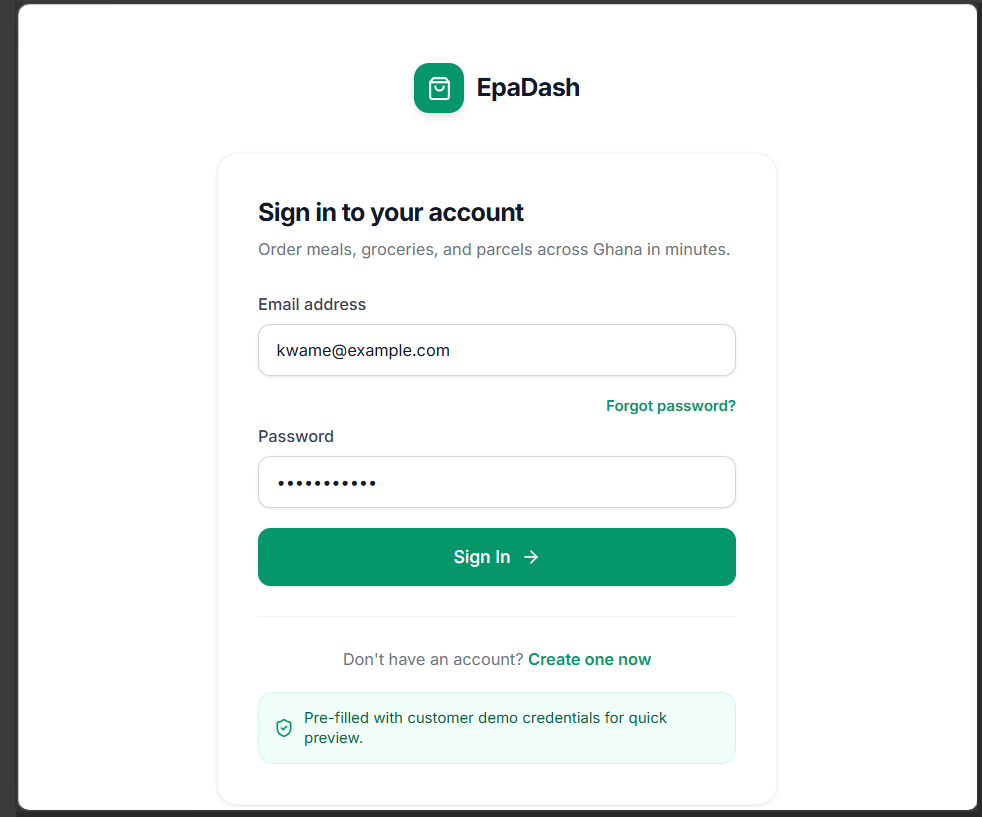 EpaDash
Sign in to your account
Order meals, groceries, and parcels across Ghana in minutes.
Email address
kwame@example.com
Forgot password?
Password
•••••••••••
Sign In →
Don't have an account? Create one now
Pre-filled with customer demo credentials for quick
preview.